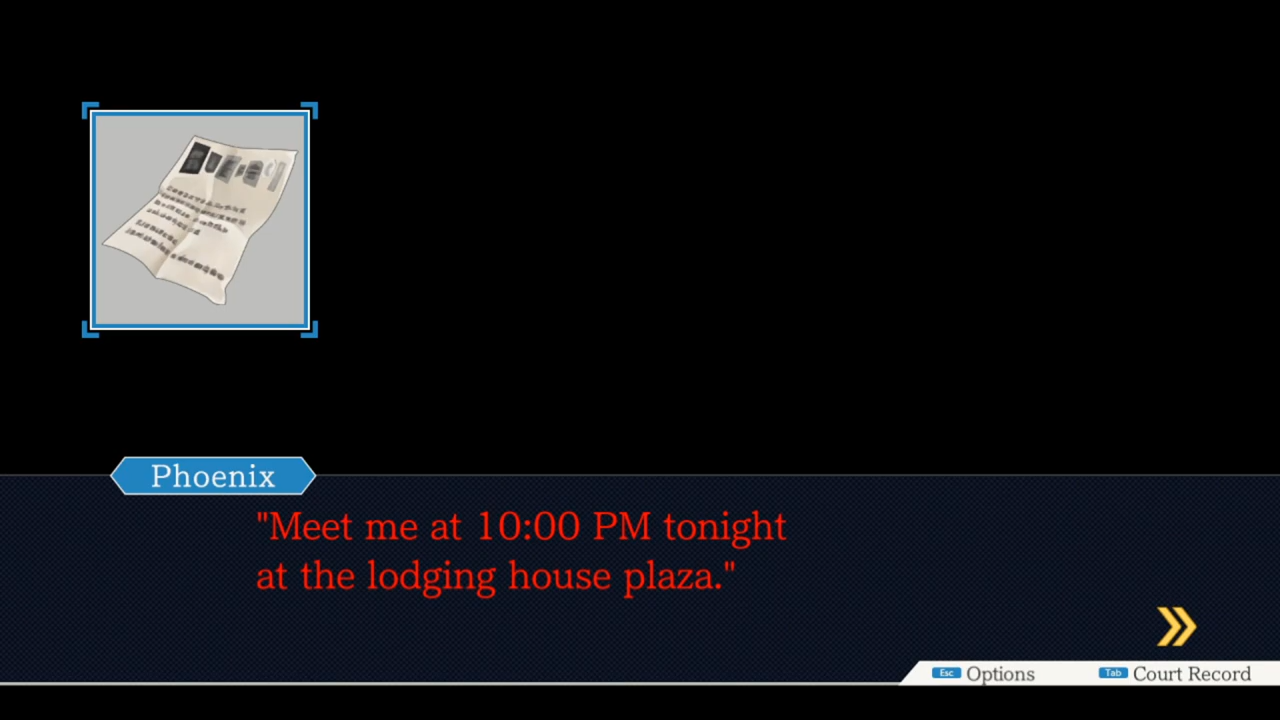 Phoenix
"Meet me at 10:00 PM tonight
at the lodging house plaza."
Esc Options
Tab Court Record